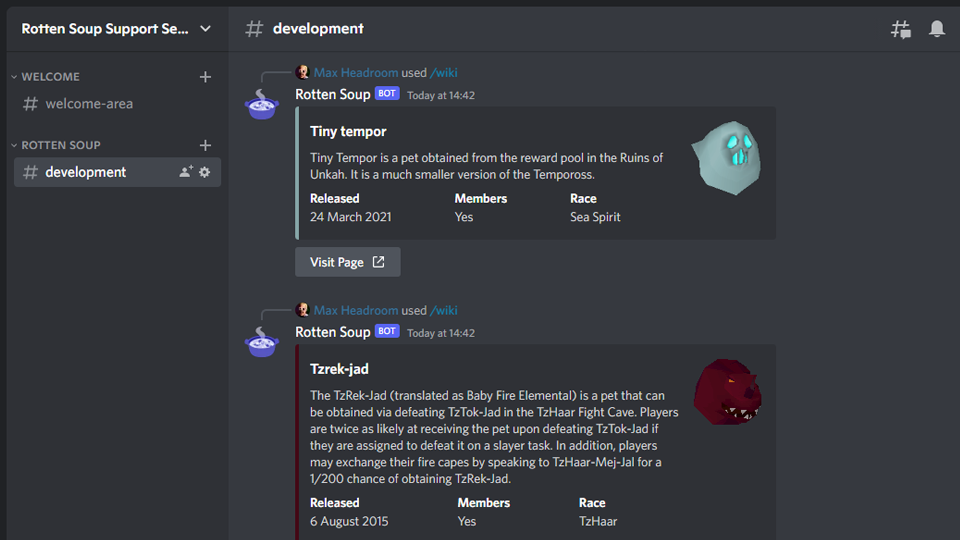 Rotten Soup Support Se...
# development
WELCOME
# welcome-area
ROTTEN SOUP
# development
Max Headroom used /wiki
Rotten Soup BOT Today at 14:42
Tiny tempor
Tiny Tempor is a pet obtained from the reward pool in the Ruins of
Unkah. It is a much smaller version of the Tempoross.
Released Members Race
24 March 2021 Yes Sea Spirit
Visit Page
Max Headroom used /wiki
Rotten Soup BOT Today at 14:42
Tzrek-jad
The TzRek-Jad (translated as Baby Fire Elemental) is a pet that can
be obtained via defeating TzTok-Jad in the TzHaar Fight Cave. Players
are twice as likely at receiving the pet upon defeating TzTok-Jad if
they are assigned to defeat it on a slayer task. In addition, players
may exchange their fire capes by speaking to TzHaar-Mej-Jal for a
1/200 chance of obtaining TzRek-Jad.
Released Members Race
6 August 2015 Yes TzHaar